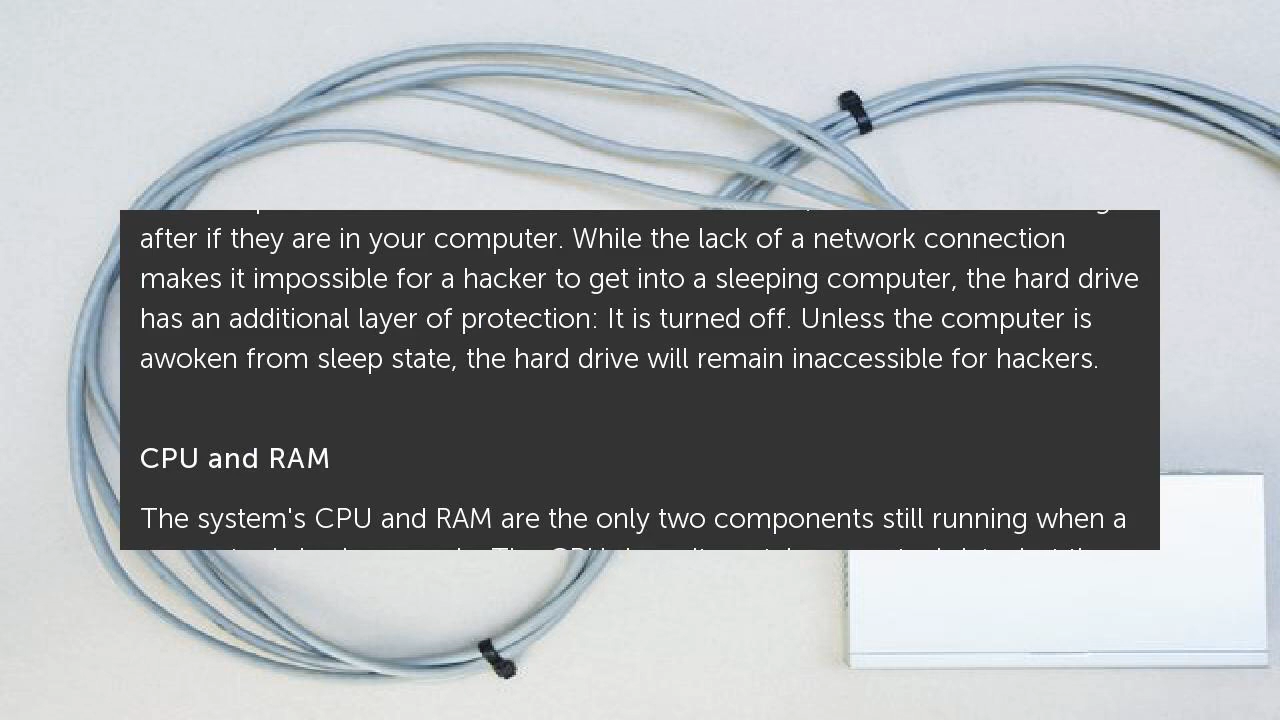 after if they are in your computer. While the lack of a network connection
makes it impossible for a hacker to get into a sleeping computer, the hard drive
has an additional layer of protection: It is turned off. Unless the computer is
awoken from sleep state, the hard drive will remain inaccessible for hackers.
CPU and RAM
The system's CPU and RAM are the only two components still running when a